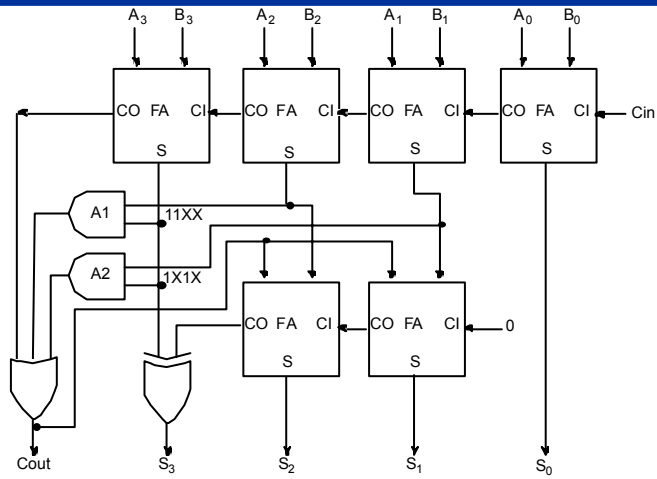 A3 B3 A2 B2 A1 B1 A0 B0
CO FA CI CO FA CI CO FA CI CO FA CI Cin
S S S S
A1 11XX
A2 1X1X
CO FA CI CO FA CI 0
S S
Cout S3 S2 S1 S0